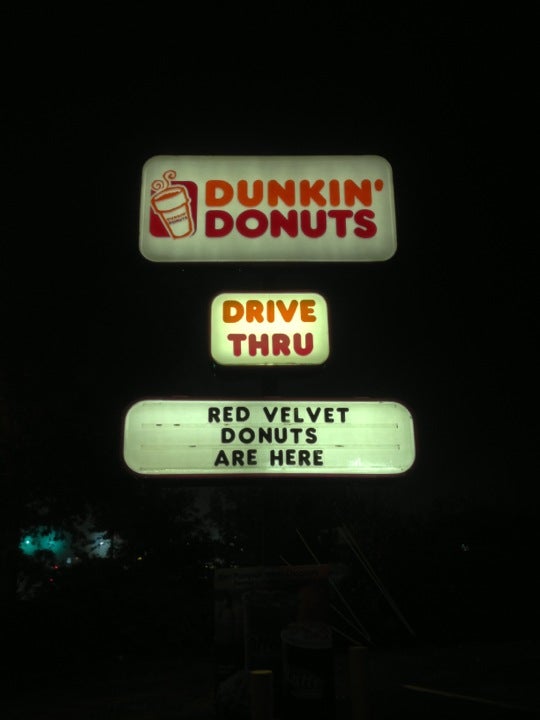 DUNKIN'
DONUTS
DRIVE
THRU
RED VELVET
DONUTS
ARE HERE